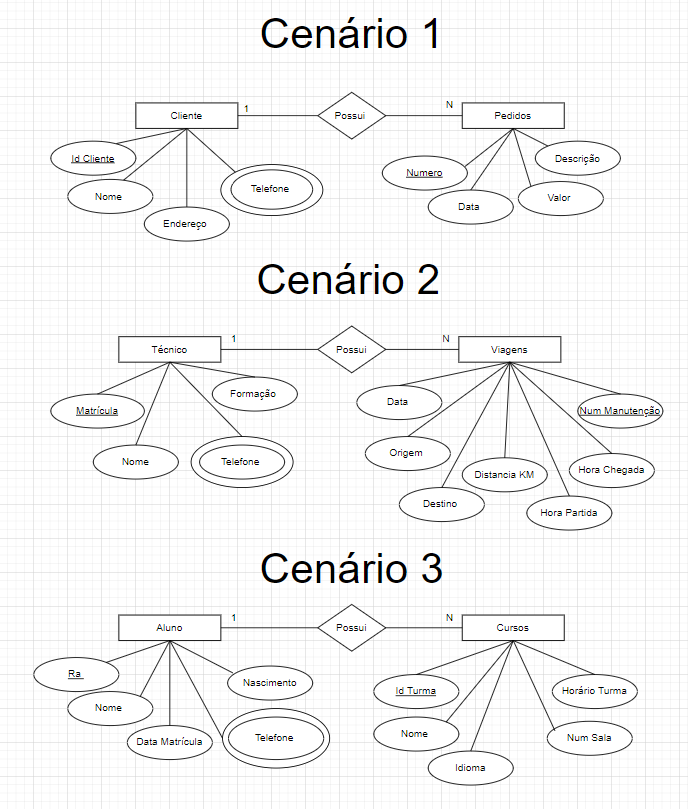 Cenário 1
Cliente
1
Possui
N
Pedidos
Id Cliente
Nome
Endereço
Telefone
Numero
Data
Valor
Descrição
Cenário 2
Técnico
1
Possui
N
Viagens
Matrícula
Nome
Telefone
Formação
Data
Origem
Destino
Distancia KM
Hora Partida
Hora Chegada
Num Manutenção
Cenário 3
Aluno
1
Possui
N
Cursos
Ra
Nome
Data Matrícula
Telefone
Nascimento
Id Turma
Nome
Idioma
Num Sala
Horário Turma